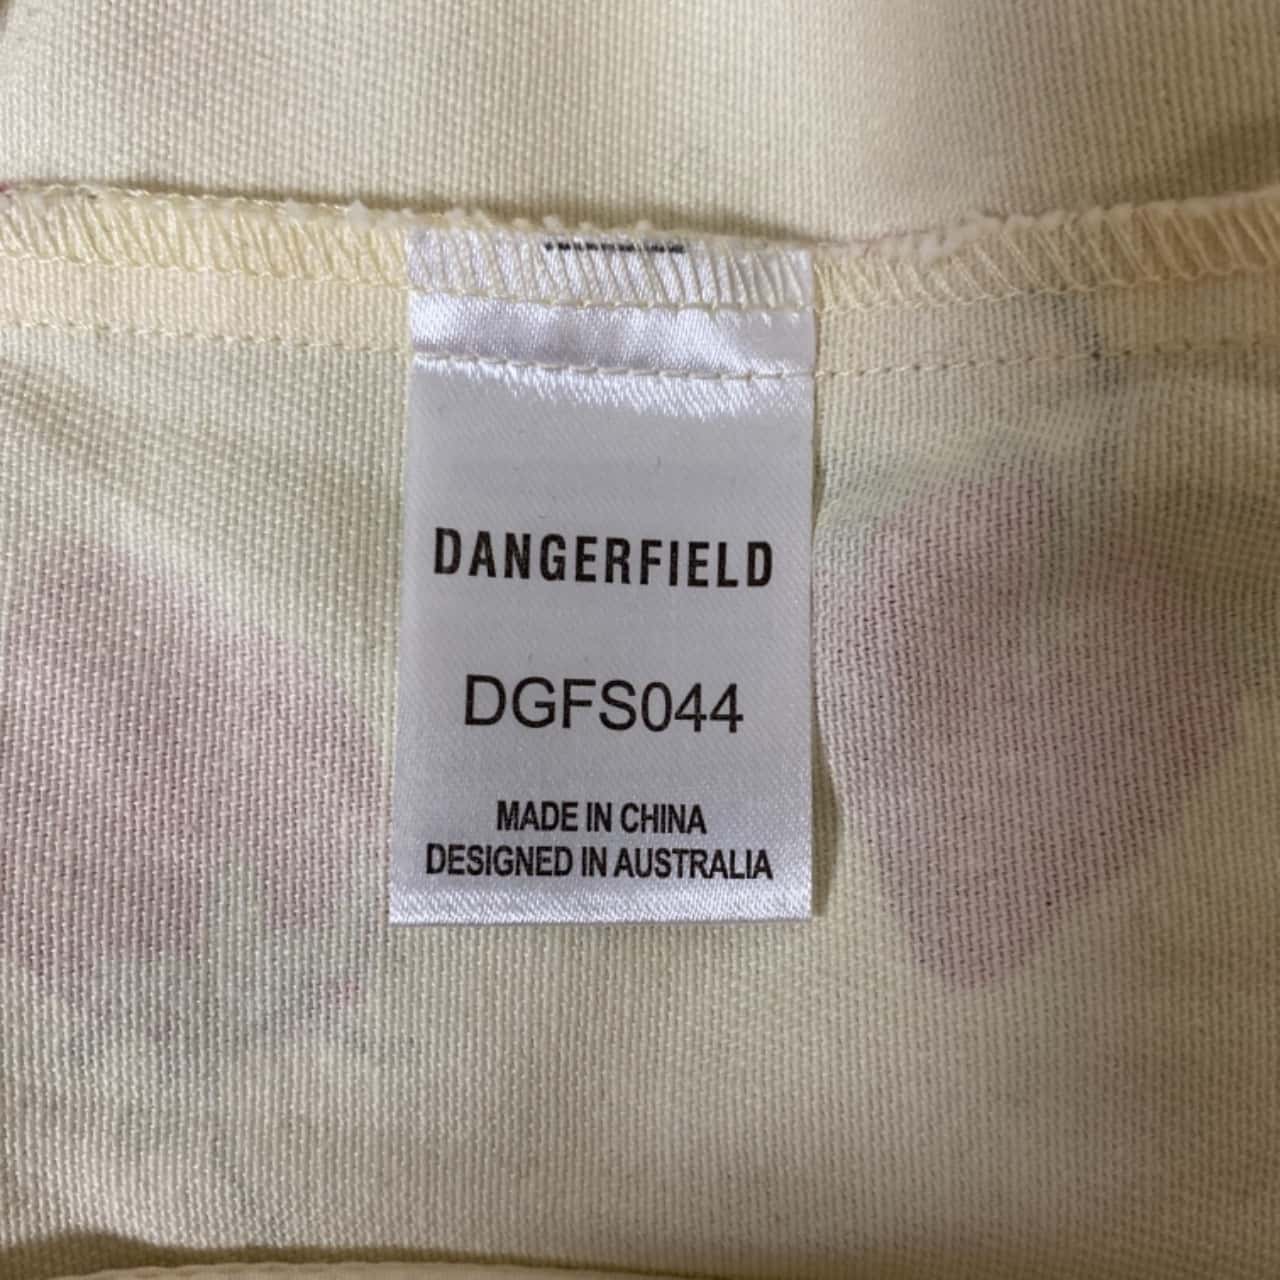 DANGERFIELD
DGFS044
MADE IN CHINA
DESIGNED IN AUSTRALIA